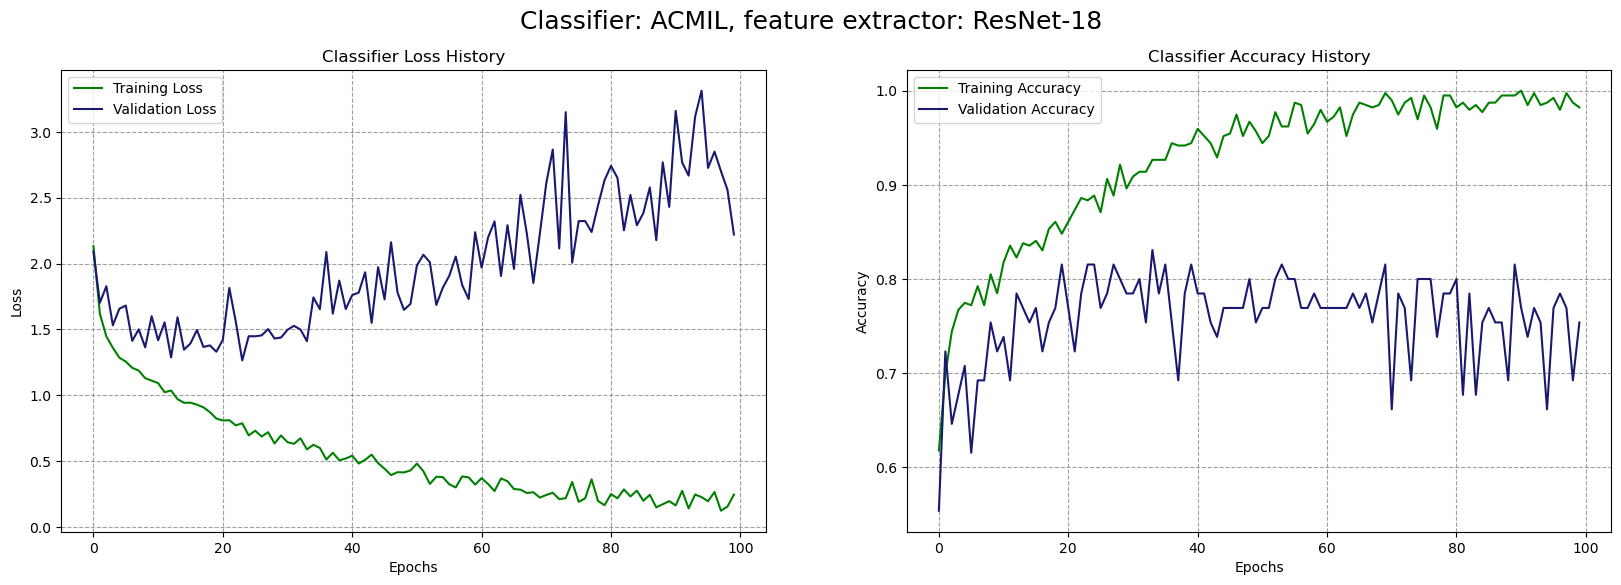 Classifier: ACMIL, feature extractor: ResNet-18
Classifier Loss History
Training Loss
Validation Loss
Loss
3.0
2.5
2.0
1.5
1.0
0.5
0.0
0 20 40 60 80 100
Epochs
Classifier Accuracy History
Training Accuracy
Validation Accuracy
Accuracy
1.0
0.9
0.8
0.7
0.6
0 20 40 60 80 100
Epochs